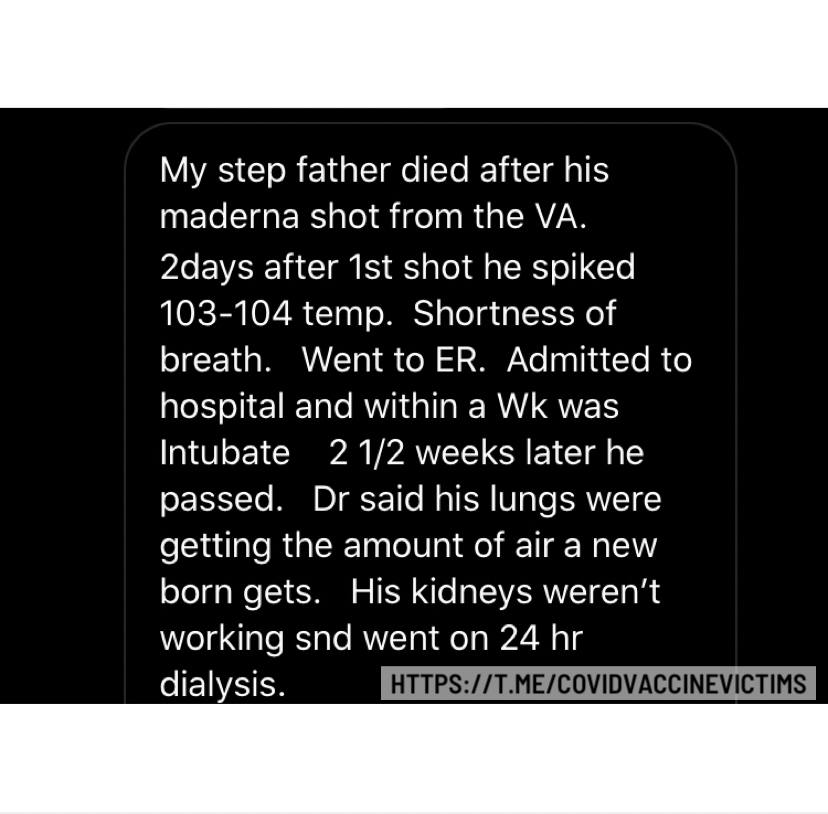 My step father died after his
maderna shot from the VA.
2days after 1st shot he spiked
103-104 temp.  Shortness of
breath.   Went to ER.  Admitted to
hospital and within a Wk was
Intubate    2 1/2 weeks later he
passed.   Dr said his lungs were
getting the amount of air a new
born gets.   His kidneys weren't
working snd went on 24 hr
dialysis.
HTTPS://T.ME/COVIDVACCINEVICTIMS